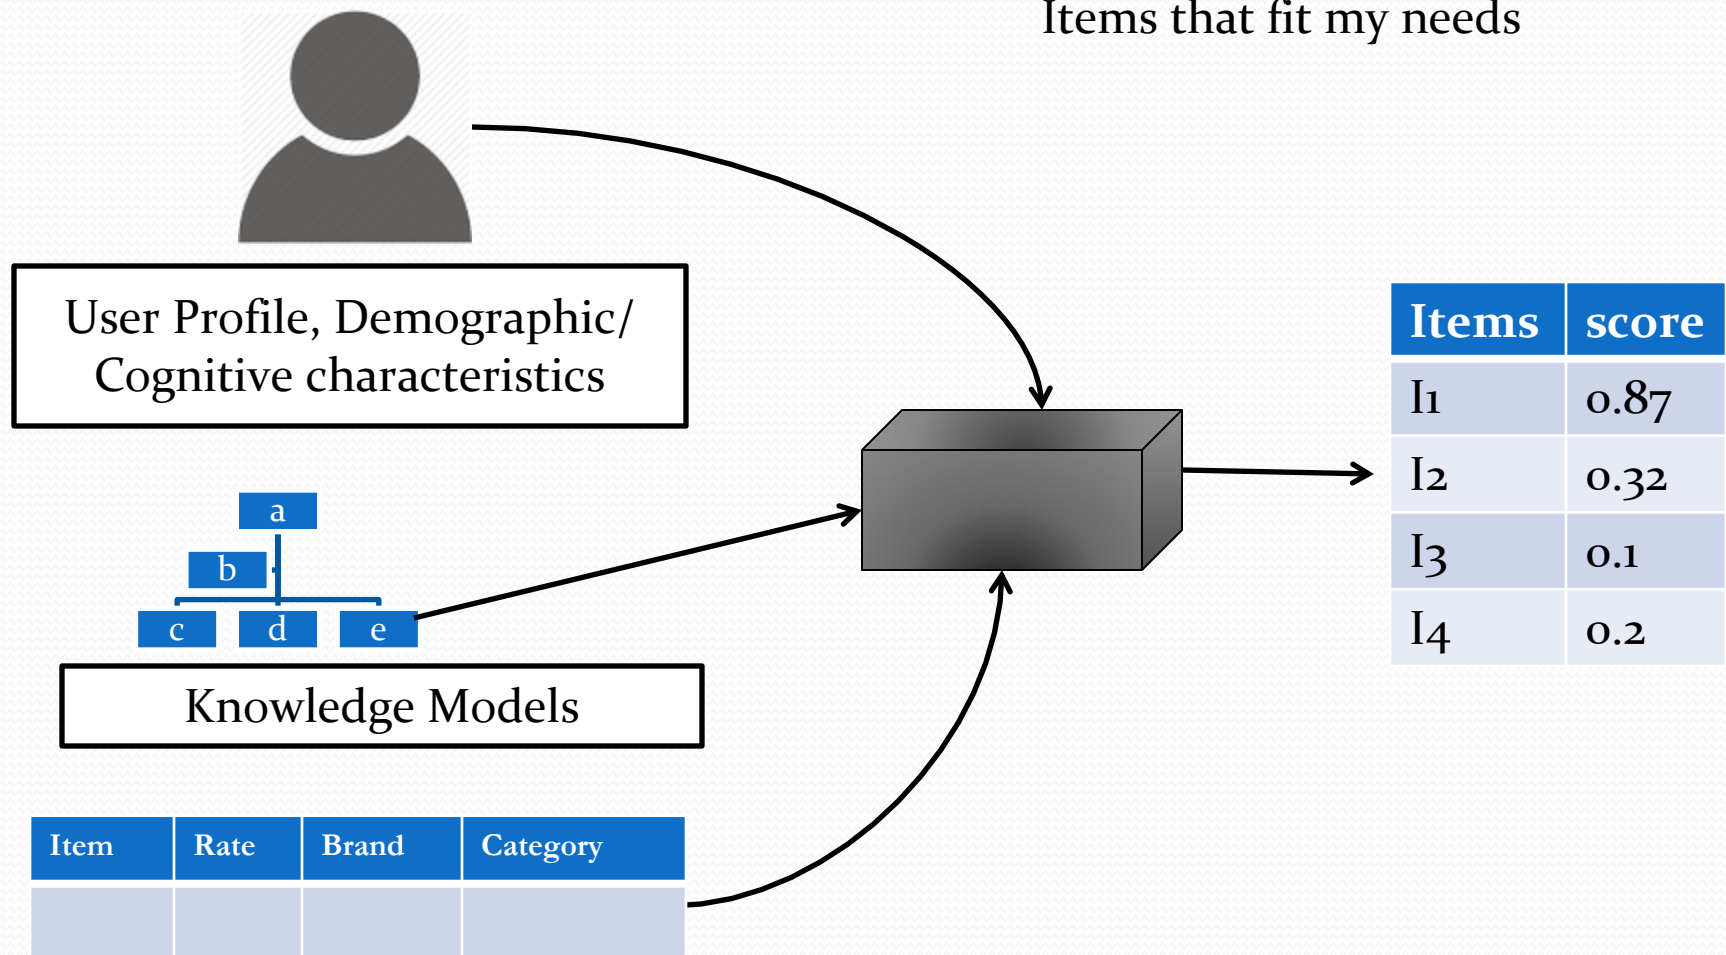 Items that fit my needs
User Profile, Demographic/
Cognitive characteristics
a
b
c d e
Knowledge Models
Item Rate Brand Category
Items score
I1 0.87
I2 0.32
I3 0.1
I4 0.2